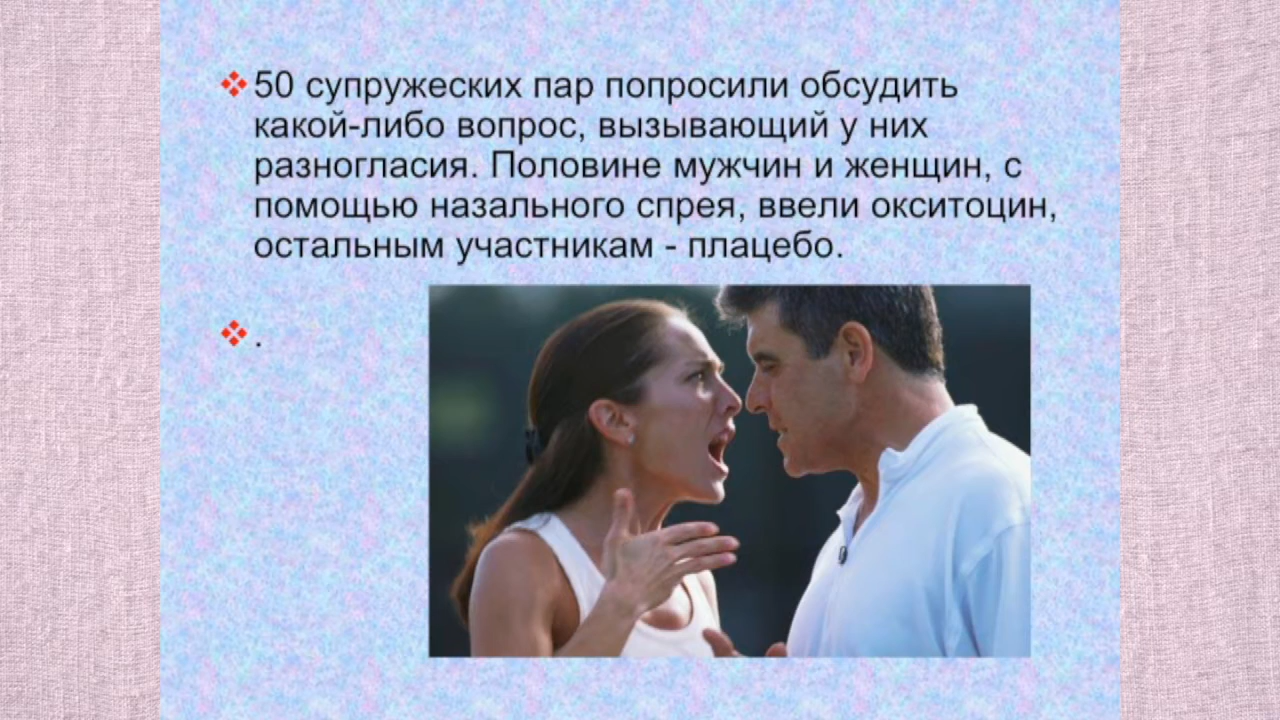 50 супружеских пар попросили обсудить
какой-либо вопрос, вызывающий у них
разногласия. Половине мужчин и женщин, с
помощью назального спрея, ввели окситоцин,
остальным участникам - плацебо.
.